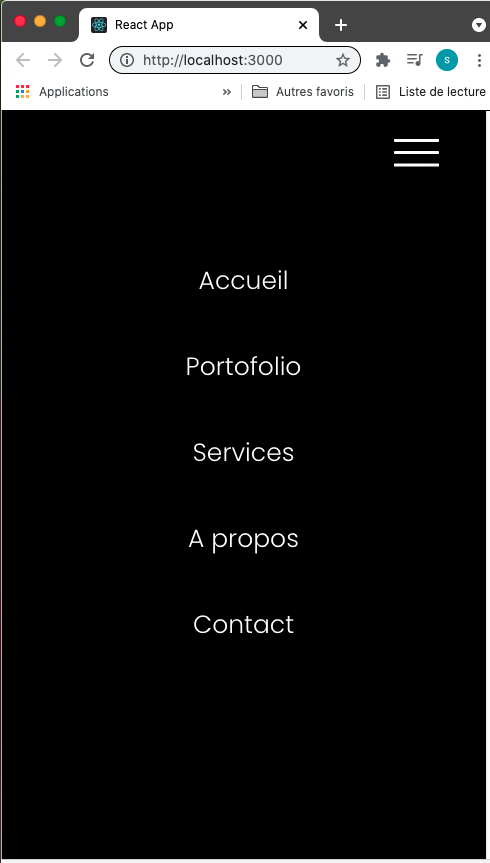 React App
http://localhost:3000
S
Applications
»
Autres favoris
Liste de lecture
Accueil
Portofolio
Services
A propos
Contact